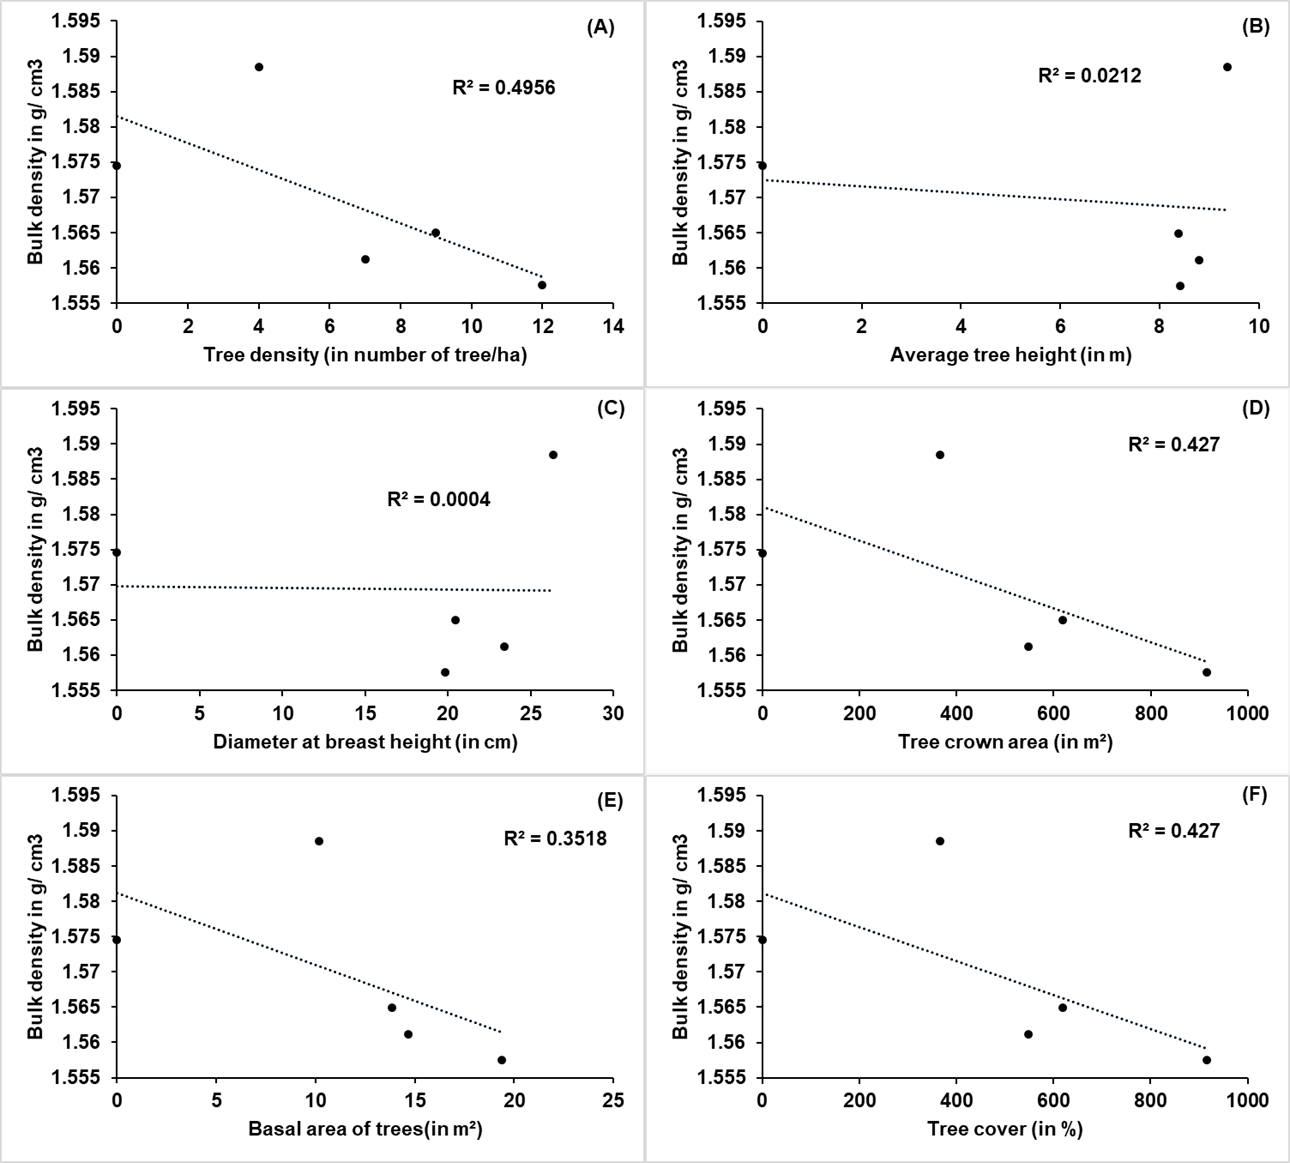 (A)
R² = 0.4956
Bulk density in g/ cm3
1.595
1.59
1.585
1.58
1.575
1.57
1.565
1.56
1.555
0 2 4 6 8 10 12 14
Tree density (in number of tree/ha)
(B)
R² = 0.0212
Bulk density in g/ cm3
1.595
1.59
1.585
1.58
1.575
1.57
1.565
1.56
1.555
0 2 4 6 8 10
Average tree height (in m)
(C)
R² = 0.0004
Bulk density in g/ cm3
1.595
1.59
1.585
1.58
1.575
1.57
1.565
1.56
1.555
0 5 10 15 20 25 30
Diameter at breast height (in cm)
(D)
R² = 0.427
Bulk density in g/ cm3
1.595
1.59
1.585
1.58
1.575
1.57
1.565
1.56
1.555
0 200 400 600 800 1000
Tree crown area (in m²)
(E)
R² = 0.3518
Bulk density in g/ cm3
1.595
1.59
1.585
1.58
1.575
1.57
1.565
1.56
1.555
0 5 10 15 20 25
Basal area of trees(in m²)
(F)
R² = 0.427
Bulk density in g/ cm3
1.595
1.59
1.585
1.58
1.575
1.57
1.565
1.56
1.555
0 200 400 600 800 1000
Tree cover (in %)